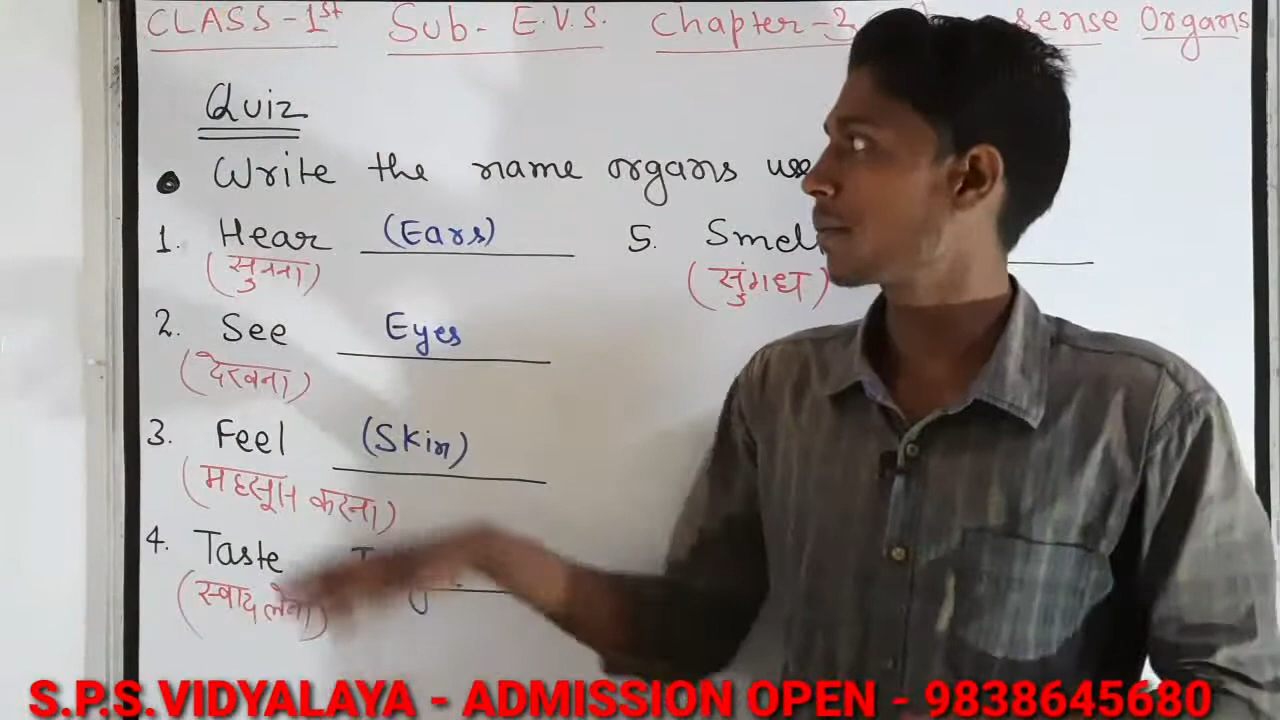 CLASS-1st Sub- E.V.S. Chapter-3 sense Organs
Quiz
• Write the name organs use
1. Hear (Ears)
(सुनना)
2. See Eyes
(देखना)
3. Feel (Skin)
(महसूस करना)
4. Taste
(स्वाद लेना)
5. Smel
(सुंगध)
S.P.S.VIDYALAYA - ADMISSION OPEN - 9838645680